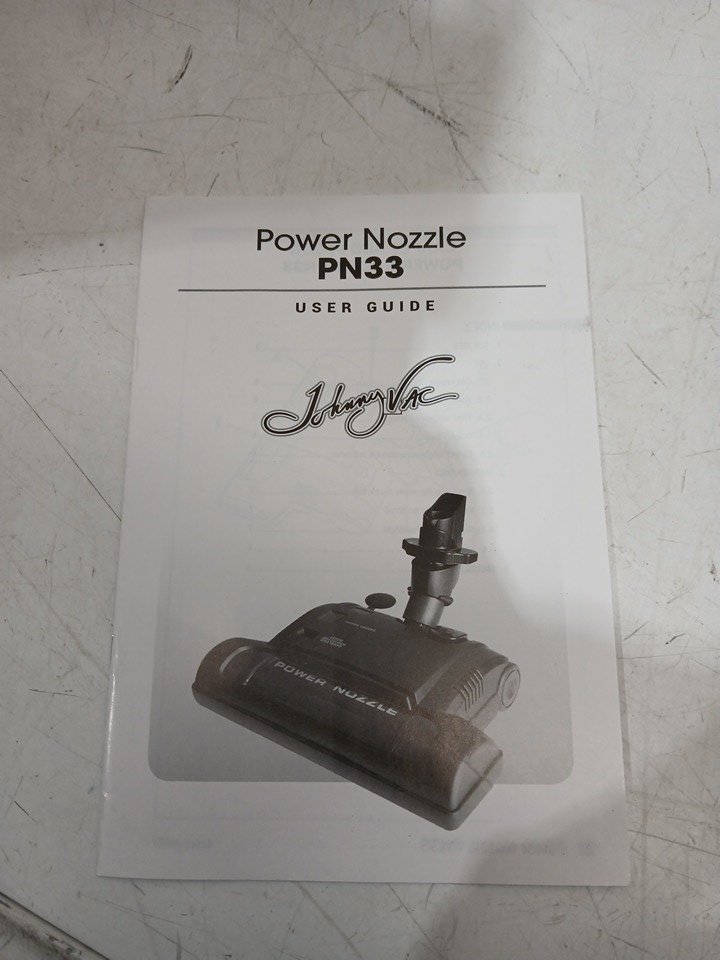 Power Nozzle
PN33
USER GUIDE
Johnny VAC
POWER NOZZLE